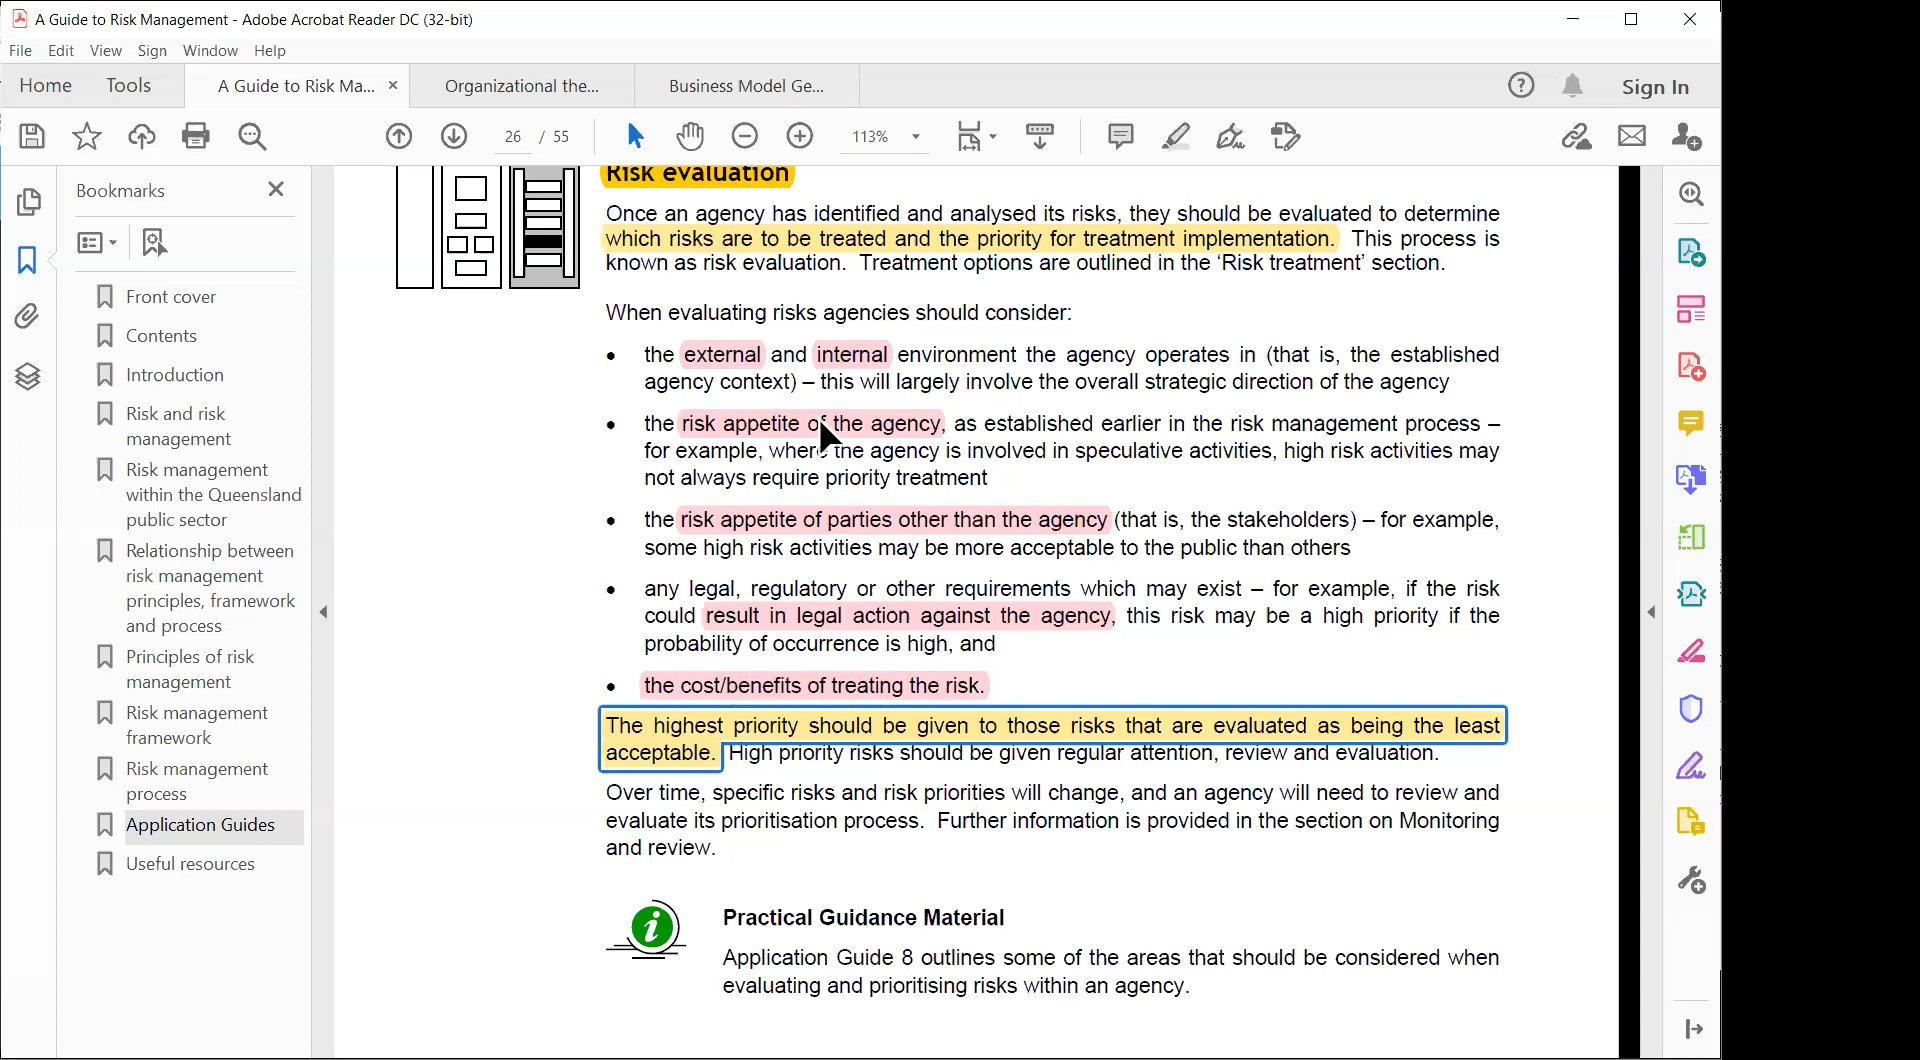 A Guide to Risk Management - Adobe Acrobat Reader DC (32-bit)
File Edit View Sign Window Help
Home Tools A Guide to Risk Ma... Organizational the... Business Model Ge... Sign In
26 / 55 113%
Bookmarks
Front cover
Contents
Introduction
Risk and risk
management
Risk management
within the Queensland
public sector
Relationship between
risk management
principles, framework
and process
Principles of risk
management
Risk management
framework
Risk management
process
Application Guides
Useful resources
Risk evaluation
Once an agency has identified and analysed its risks, they should be evaluated to determine
which risks are to be treated and the priority for treatment implementation. This process is
known as risk evaluation. Treatment options are outlined in the ‘Risk treatment’ section.
When evaluating risks agencies should consider:
• the external and internal environment the agency operates in (that is, the established
agency context) – this will largely involve the overall strategic direction of the agency
• the risk appetite of the agency, as established earlier in the risk management process –
for example, where the agency is involved in speculative activities, high risk activities may
not always require priority treatment
• the risk appetite of parties other than the agency (that is, the stakeholders) – for example,
some high risk activities may be more acceptable to the public than others
• any legal, regulatory or other requirements which may exist – for example, if the risk
could result in legal action against the agency, this risk may be a high priority if the
probability of occurrence is high, and
• the cost/benefits of treating the risk.
The highest priority should be given to those risks that are evaluated as being the least
acceptable. High priority risks should be given regular attention, review and evaluation.
Over time, specific risks and risk priorities will change, and an agency will need to review and
evaluate its prioritisation process. Further information is provided in the section on Monitoring
and review.
Practical Guidance Material
Application Guide 8 outlines some of the areas that should be considered when
evaluating and prioritising risks within an agency.